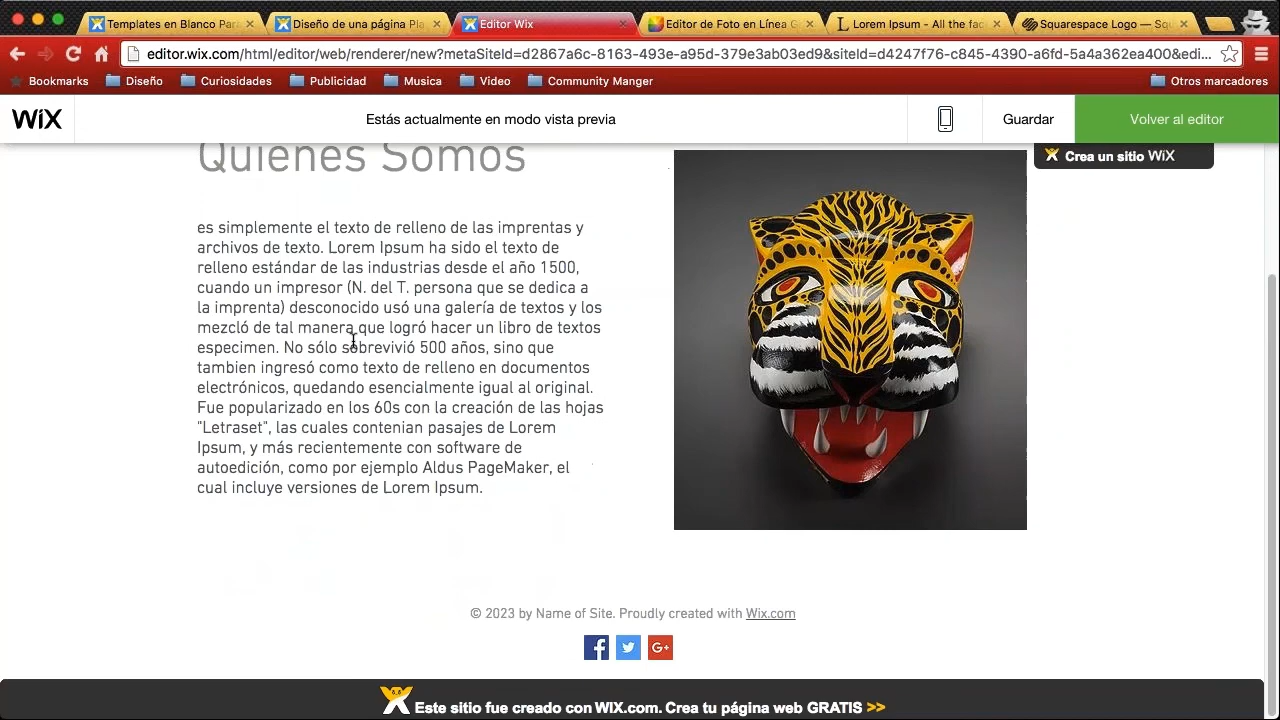 Templates en Blanco Par
Diseño de una página Pla
Editor Wix
Editor de Foto en Línea G
Lorem Ipsum - All the fac
Squarespace Logo — Squ
editor.wix.com/html/editor/web/renderer/new?metaSiteId=d2867a6c-8163-493e-a95d-379e3ab03ed9&siteId=d4247f76-c845-4390-a6fd-5a4a362ea400&edi...
Bookmarks
Diseño
Curiosidades
Publicidad
Musica
Video
Community Manger
Otros marcadores
WiX
Estás actualmente en modo vista previa
Guardar
Volver al editor
Crea un sitio WiX
Quienes Somos
es simplemente el texto de relleno de las imprentas y
archivos de texto. Lorem Ipsum ha sido el texto de
relleno estándar de las industrias desde el año 1500,
cuando un impresor (N. del T. persona que se dedica a
la imprenta) desconocido usó una galería de textos y los
mezcló de tal manera que logró hacer un libro de textos
especimen. No sólo sobrevivió 500 años, sino que
tambien ingresó como texto de relleno en documentos
electrónicos, quedando esencialmente igual al original.
Fue popularizado en los 60s con la creación de las hojas
"Letraset", las cuales contenian pasajes de Lorem
Ipsum, y más recientemente con software de
autoedición, como por ejemplo Aldus PageMaker, el
cual incluye versiones de Lorem Ipsum.
© 2023 by Name of Site. Proudly created with Wix.com
f
G+
Este sitio fue creado con WIX.com. Crea tu página web GRATIS >>